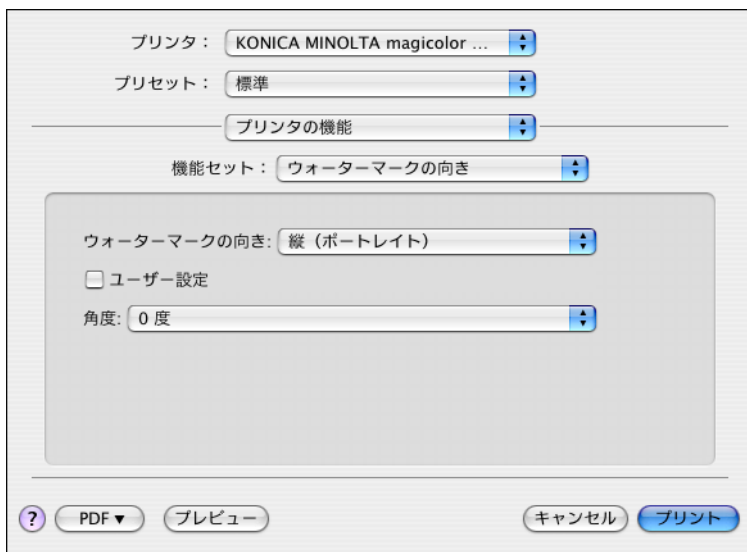 プリンタ： KONICA MINOLTA magicolor ...
プリセット： 標準
プリンタの機能
機能セット： ウォーターマークの向き
ウォーターマークの向き: 縦（ポートレイト）
ユーザー設定
角度: 0 度
? PDF▼ プレビュー キャンセル プリント